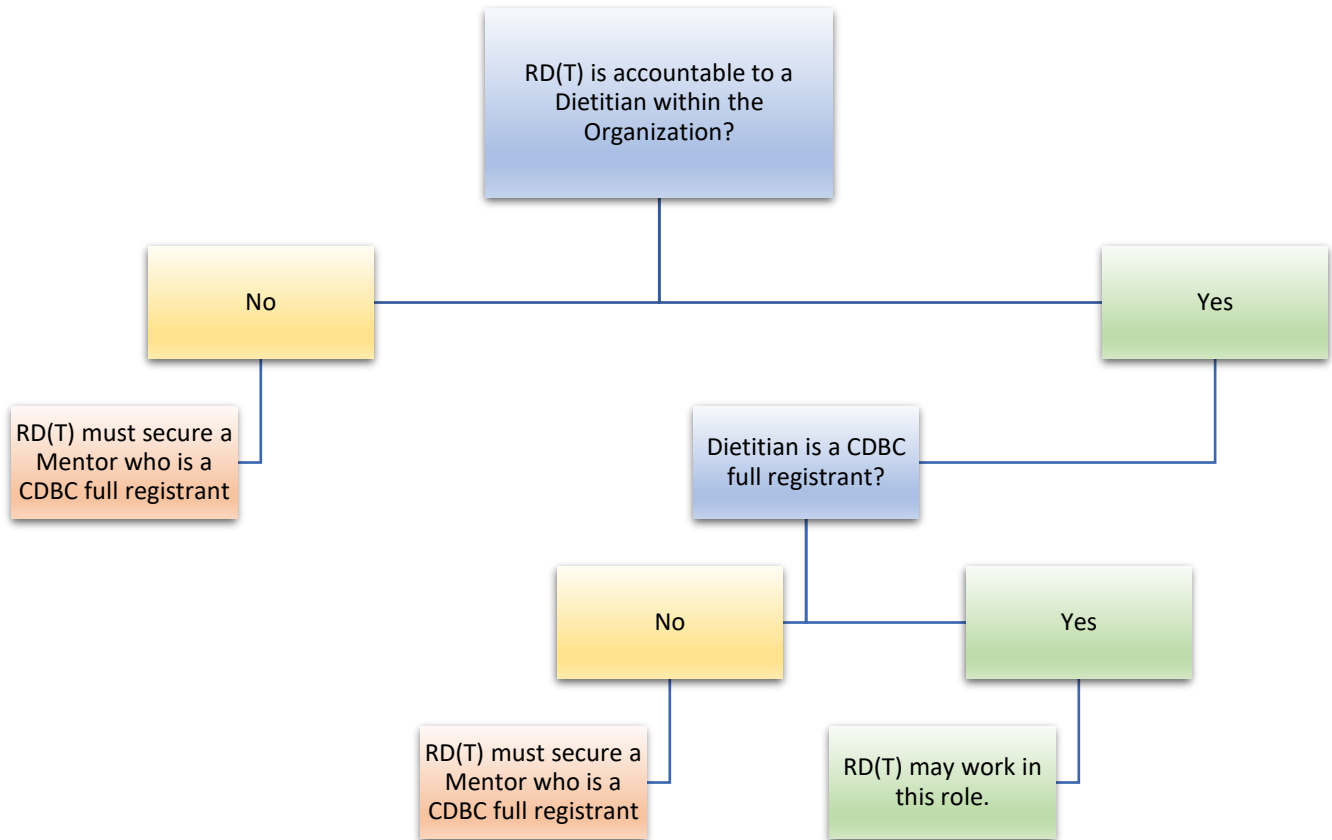 RD(T) is accountable to a
Dietitian within the
Organization?
No
Yes
RD(T) must secure a
Mentor who is a
CDBC full registrant
Dietitian is a CDBC
full registrant?
No
Yes
RD(T) must secure a
Mentor who is a
CDBC full registrant
RD(T) may work in
this role.